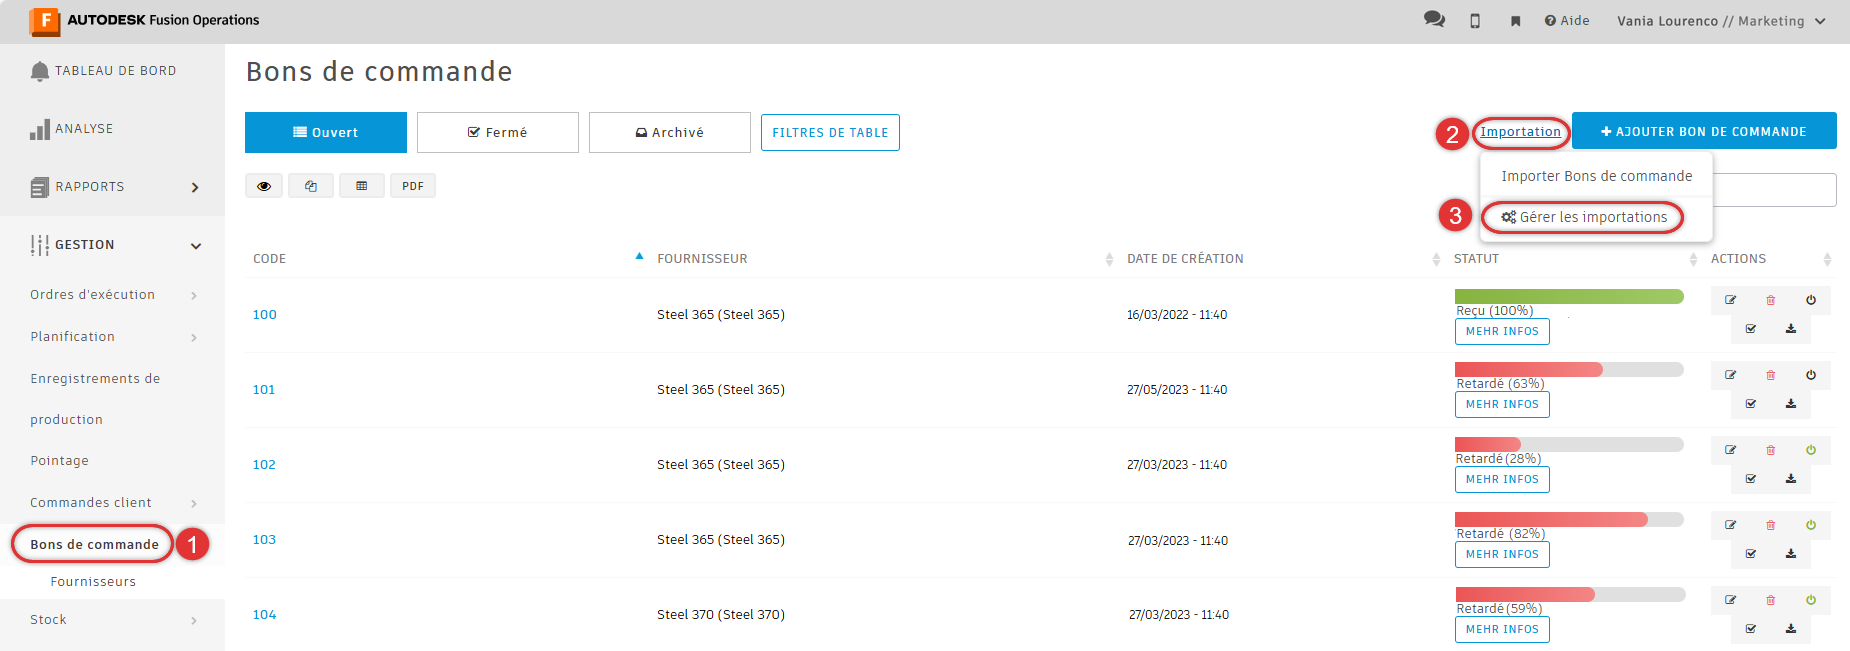 AUTODESK Fusion Operations
Aide
Vania Lourenco // Marketing
TABLEAU DE BORD
ANALYSE
RAPPORTS
GESTION
Ordres d'exécution
Planification
Enregistrements de
production
Pointage
Commandes client
Bons de commande
1
Fournisseurs
Stock
Bons de commande
Ouvert
Fermé
Archivé
FILTRES DE TABLE
2
Importation
AJOUTER BON DE COMMANDE
Importer Bons de commande
3
Gérer les importations
PDF
CODE FOURNISSEUR DATE DE CRÉATION STATUT ACTIONS
100 Steel 365 (Steel 365) 16/03/2022 - 11:40 Reçu (100%)
MEHR INFOS
101 Steel 365 (Steel 365) 27/05/2023 - 11:40 Retardé (63%)
MEHR INFOS
102 Steel 365 (Steel 365) 27/03/2023 - 11:40 Retardé (28%)
MEHR INFOS
103 Steel 365 (Steel 365) 27/03/2023 - 11:40 Retardé (82%)
MEHR INFOS
104 Steel 370 (Steel 370) 27/03/2023 - 11:40 Retardé (59%)
MEHR INFOS